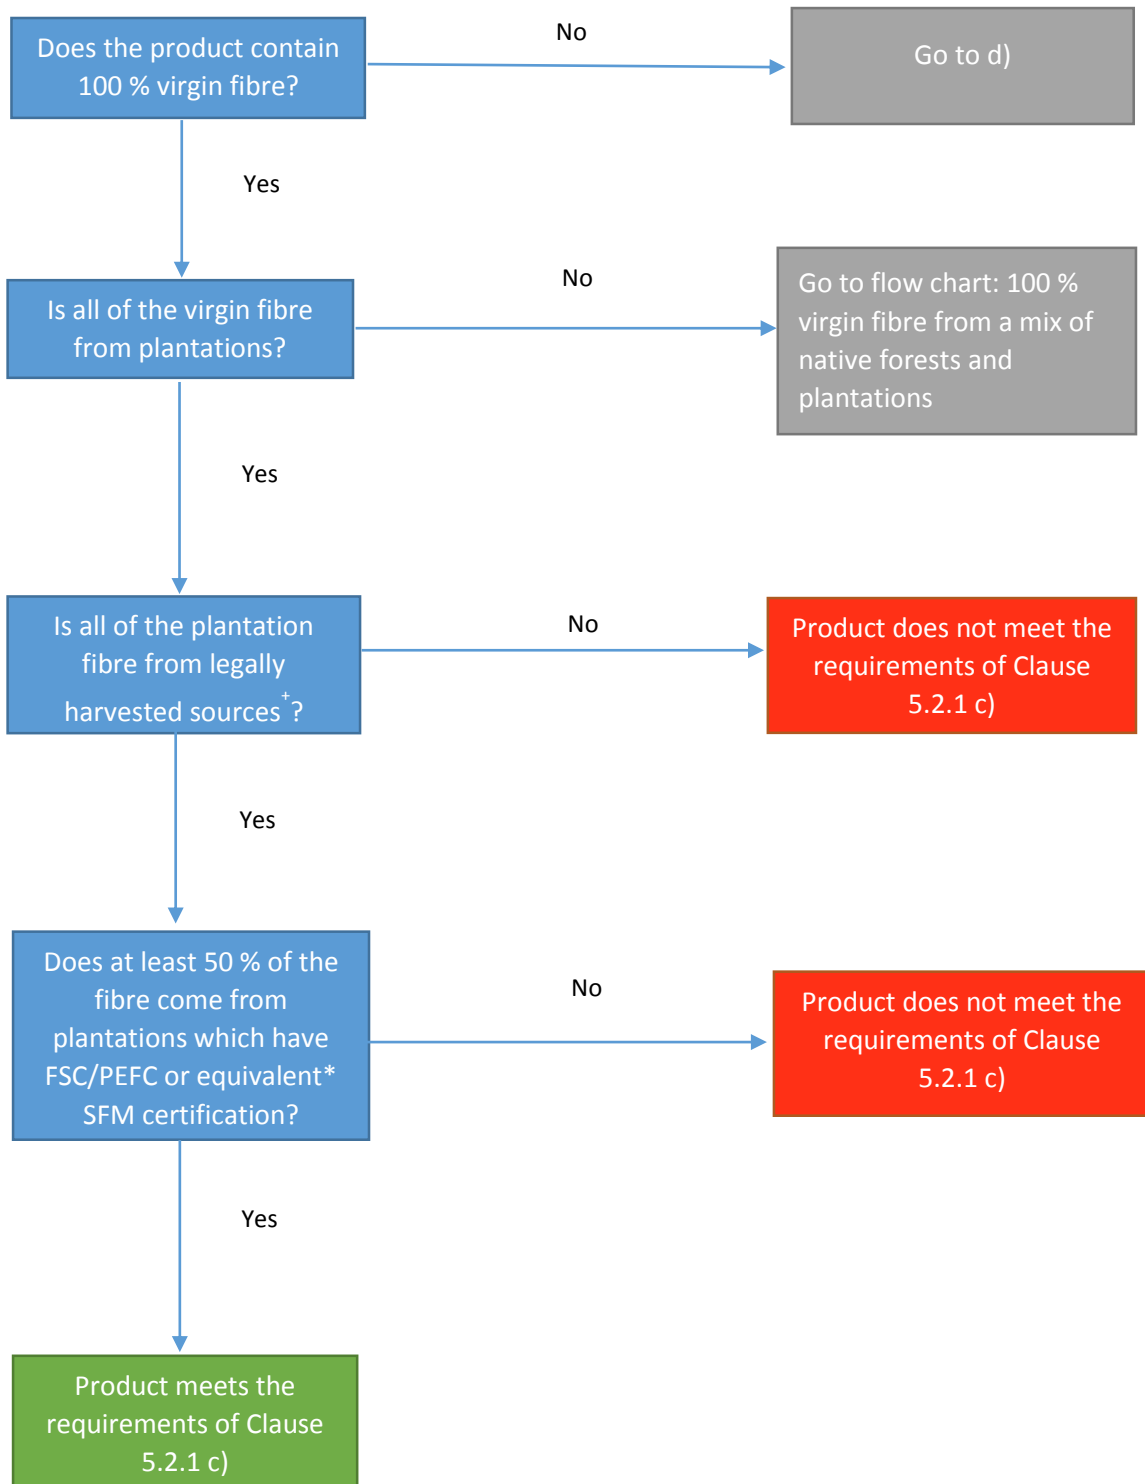 Does the product contain
100 % virgin fibre?
No
Go to d)
Yes
Is all of the virgin fibre
from plantations?
No
Go to flow chart: 100 %
virgin fibre from a mix of
native forests and
plantations
Yes
Is all of the plantation
fibre from legally
harvested sources⁺?
No
Product does not meet the
requirements of Clause
5.2.1 c)
Yes
Does at least 50 % of the
fibre come from
plantations which have
FSC/PEFC or equivalent*
SFM certification?
No
Product does not meet the
requirements of Clause
5.2.1 c)
Yes
Product meets the
requirements of Clause
5.2.1 c)